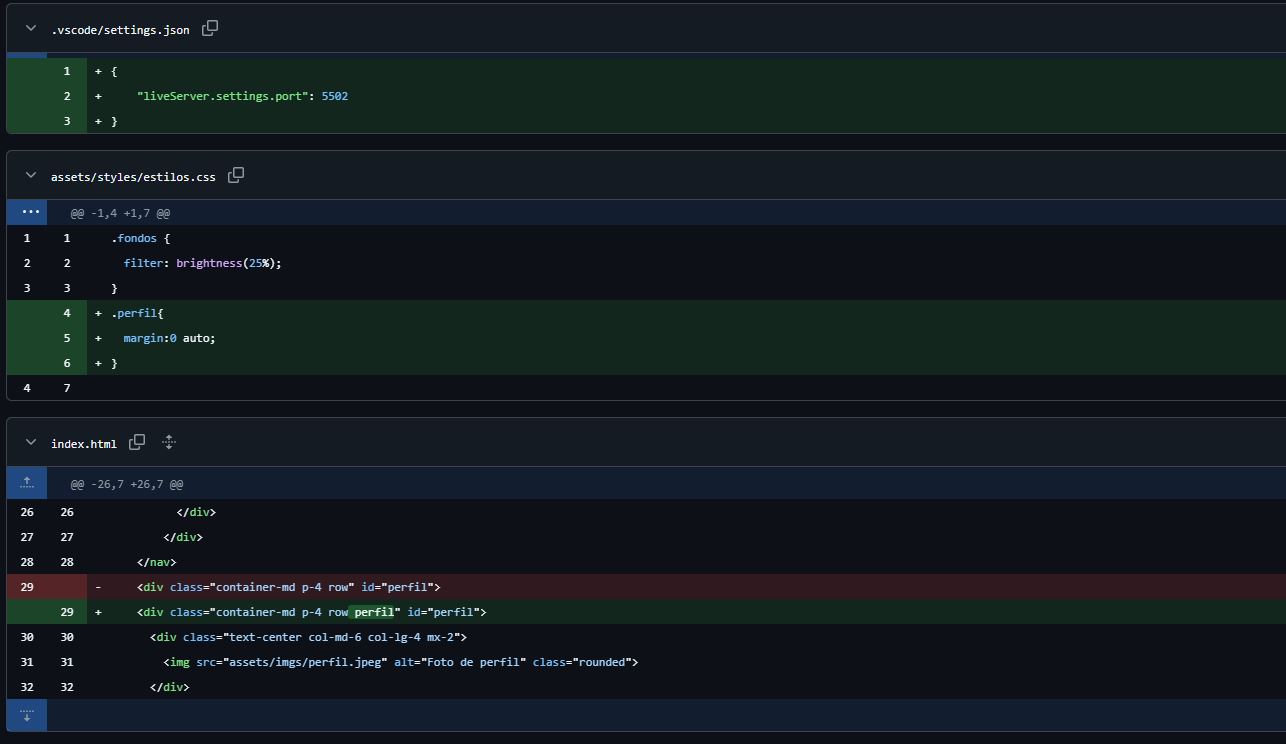 .vscode/settings.json
1 + {
2 + "liveServer.settings.port": 5502
3 + }
assets/styles/estilos.css
@@ -1,4 +1,7 @@
1 1 .fondos {
2 2 filter: brightness(25%);
3 3 }
4 + .perfil{
5 + margin:0 auto;
6 + }
4 7
index.html
@@ -26,7 +26,7 @@
26 26 </div>
27 27 </div>
28 28 </nav>
29 - <div class="container-md p-4 row" id="perfil">
29 + <div class="container-md p-4 row perfil" id="perfil">
30 30 <div class="text-center col-md-6 col-lg-4 mx-2">
31 31 <img src="assets/imgs/perfil.jpeg" alt="Foto de perfil" class="rounded">
32 32 </div>